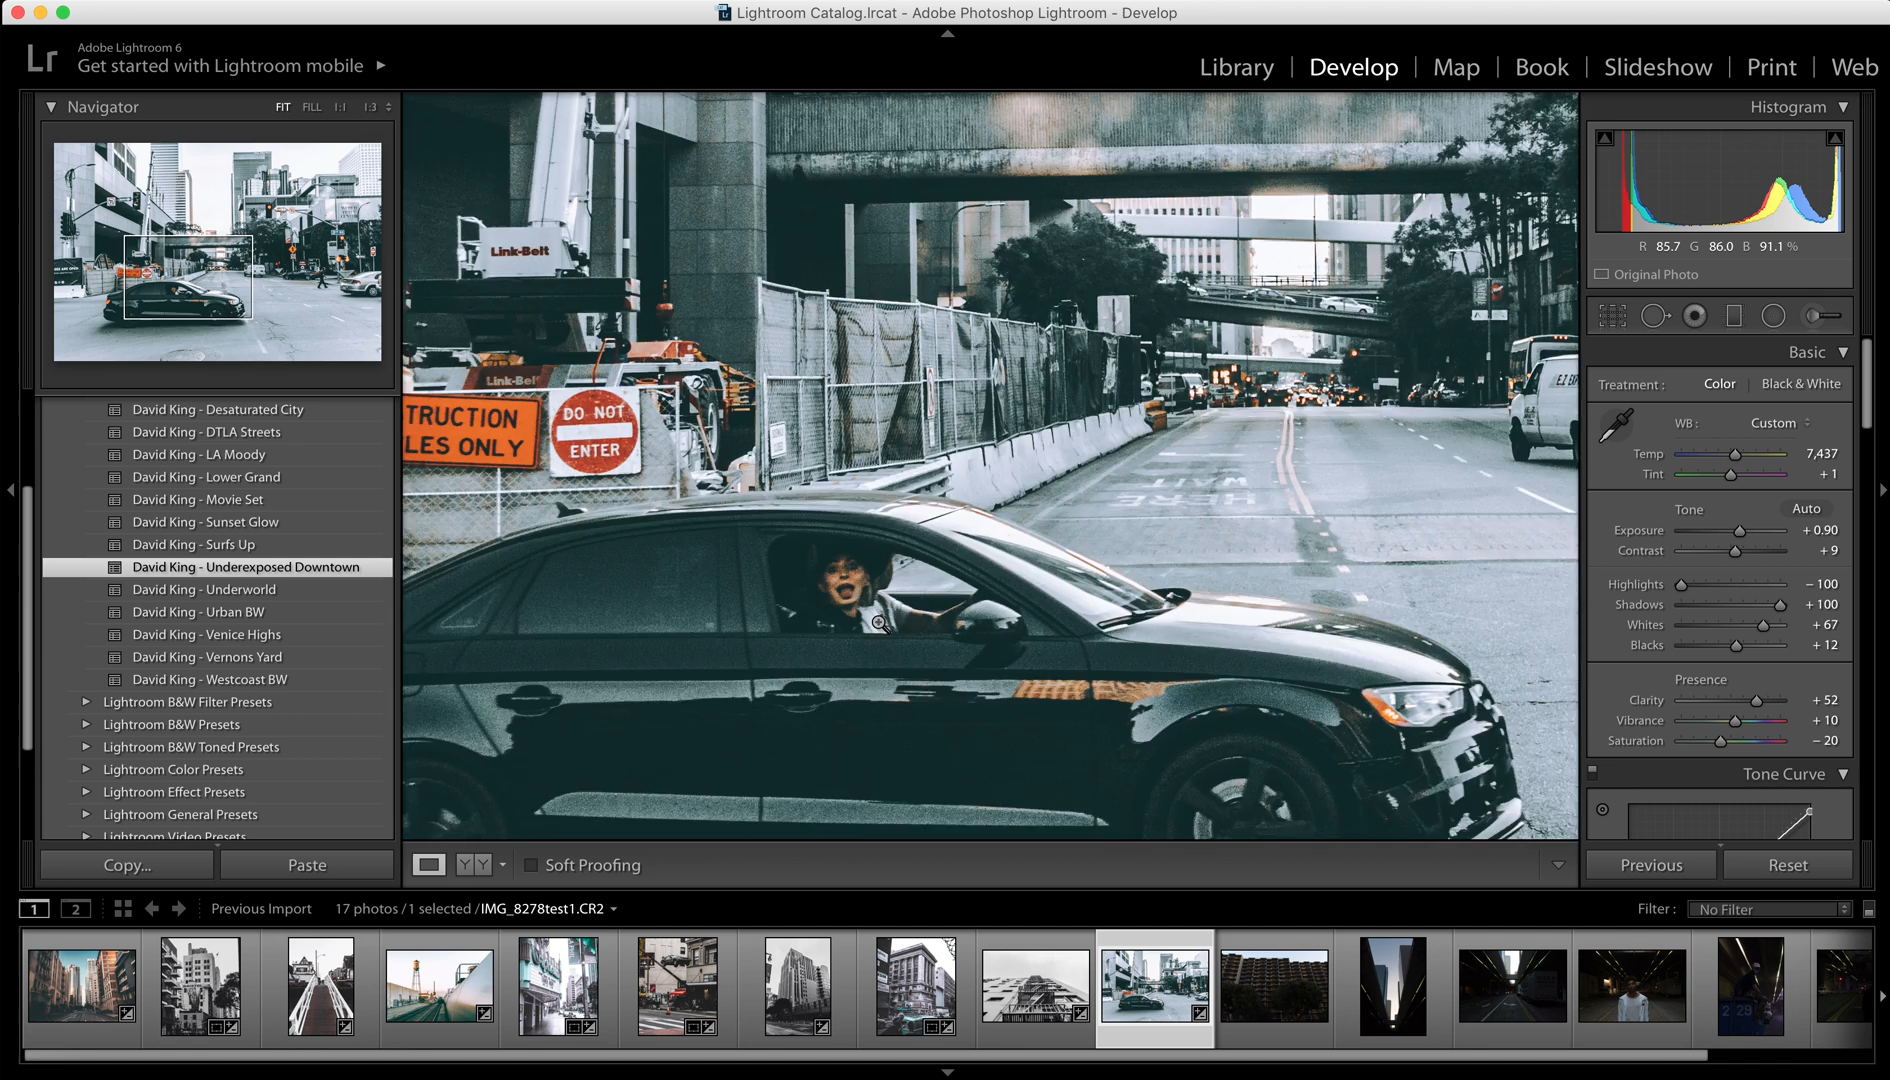 Lightroom Catalog.lrcat - Adobe Photoshop Lightroom - Develop
Lr
Adobe Lightroom 6
Get started with Lightroom mobile
Library | Develop | Map | Book | Slideshow | Print | Web
Navigator
FIT FILL 1:1 1:3
David King - Desaturated City
David King - DTLA Streets
David King - LA Moody
David King - Lower Grand
David King - Movie Set
David King - Sunset Glow
David King - Surfs Up
David King - Underexposed Downtown
David King - Underworld
David King - Urban BW
David King - Venice Highs
David King - Vernons Yard
David King - Westcoast BW
Lightroom B&W Filter Presets
Lightroom B&W Presets
Lightroom B&W Toned Presets
Lightroom Color Presets
Lightroom Effect Presets
Lightroom General Presets
Lightroom Video Presets
Copy...
Paste
Link-Belt
Link-Belt
TRUCTION
LES ONLY
DO NOT
ENTER
WAIT
HERE
Soft Proofing
Histogram
R 85.7 G 86.0 B 91.1 %
Original Photo
Basic
Treatment : Color | Black & White
WB : Custom
Temp 7,437
Tint + 1
Tone Auto
Exposure + 0.90
Contrast + 9
Highlights − 100
Shadows + 100
Whites + 67
Blacks + 12
Presence
Clarity + 52
Vibrance + 10
Saturation − 20
Tone Curve
Previous
Reset
1 2
Previous Import
17 photos / 1 selected / IMG_8278test1.CR2
Filter : No Filter